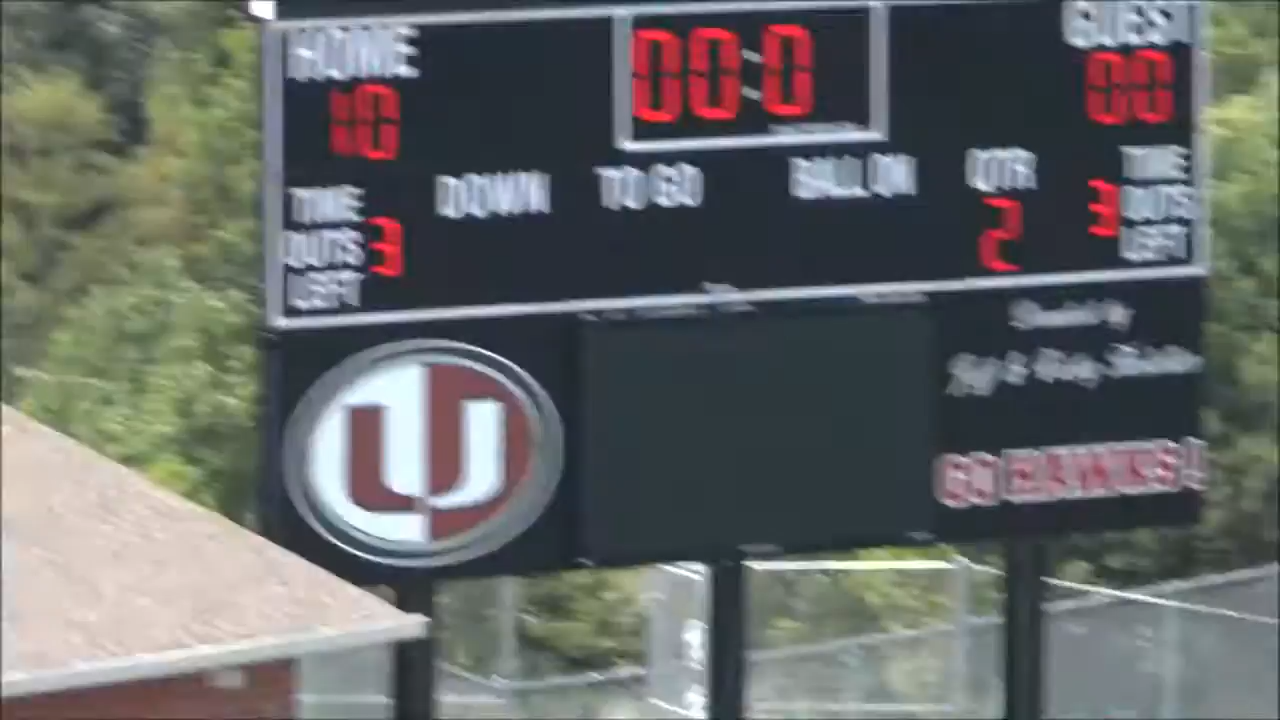 HOME 00:0 GUEST
10 00
DOWN TO GO BALL ON QTR
TIME OUTS LEFT 3
2
3 TIME OUTS LEFT
U
GO HAWKS!